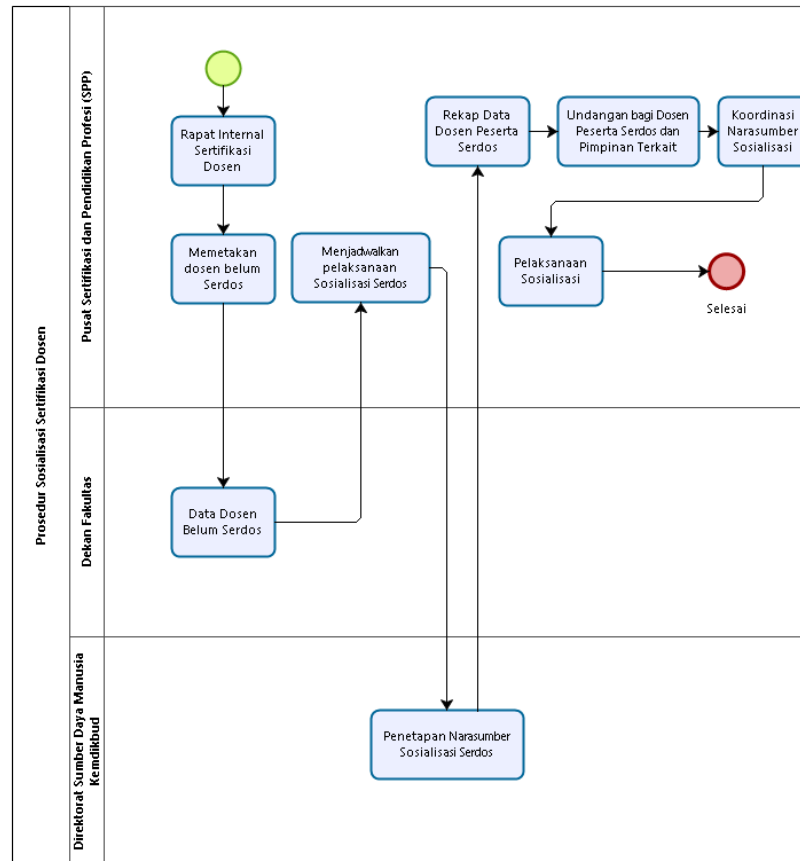 Prosedur Sosialisasi Sertifikasi Dosen
Pusat Sertifikasi dan Pendidikan Profesi (SPP)
Rapat Internal
Sertifikasi
Dosen
Memetakan
dosen belum
Serdos
Menjadwalkan
pelaksanaan
Sosialisasi Serdos
Rekap Data
Dosen Peserta
Serdos
Undangan bagi Dosen
Peserta Serdos dan
Pimpinan Terkait
Koordinasi
Narasumber
Sosialisasi
Pelaksanaan
Sosialisasi
Selesai
Dekan Fakultas
Data Dosen
Belum Serdos
Direktorat Sumber Daya Manusia
Kemdikbud
Penetapan Narasumber
Sosialisasi Serdos